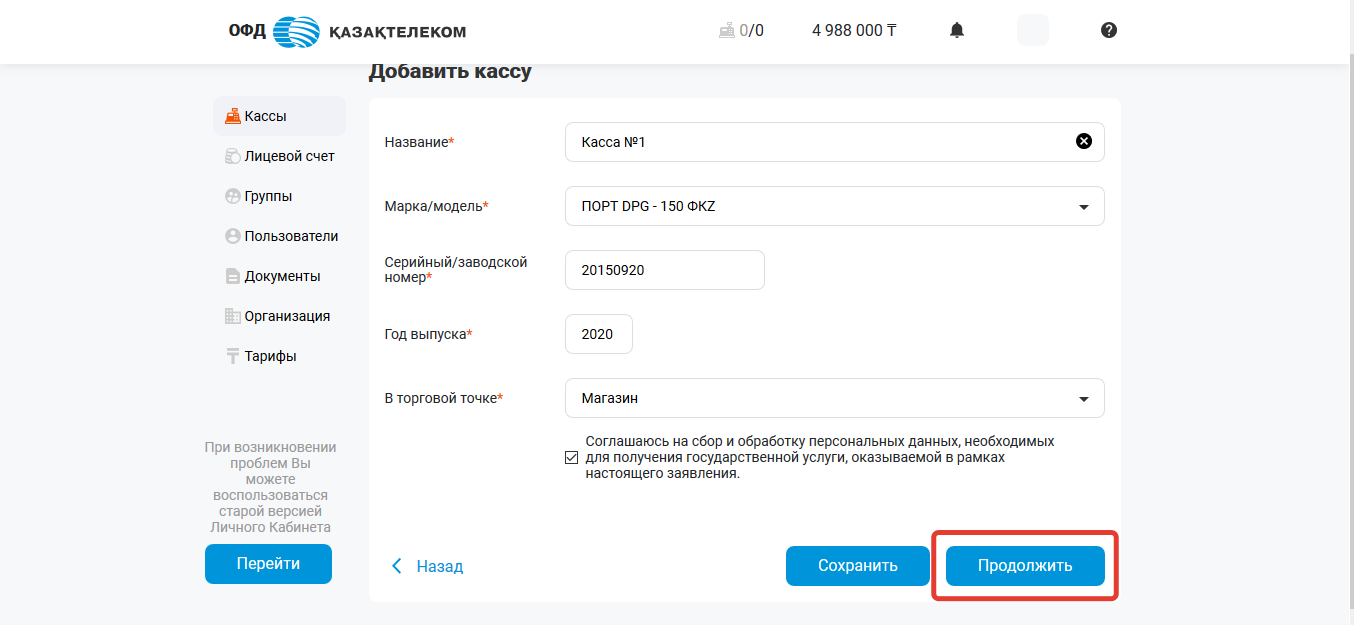 ОФД ҚАЗАҚТЕЛЕКОМ
0/0
4 988 000 ₸
Добавить кассу
Кассы
Лицевой счет
Группы
Пользователи
Документы
Организация
Тарифы
При возникновении
проблем Вы
можете
воспользоваться
старой версией
Личного Кабинета
Перейти
Название*
Касса №1
Марка/модель*
ПОРТ DPG - 150 ФKZ
Серийный/заводской
номер*
20150920
Год выпуска*
2020
В торговой точке*
Магазин
Соглашаюсь на сбор и обработку персональных данных, необходимых
для получения государственной услуги, оказываемой в рамках
настоящего заявления.
Назад
Сохранить
Продолжить